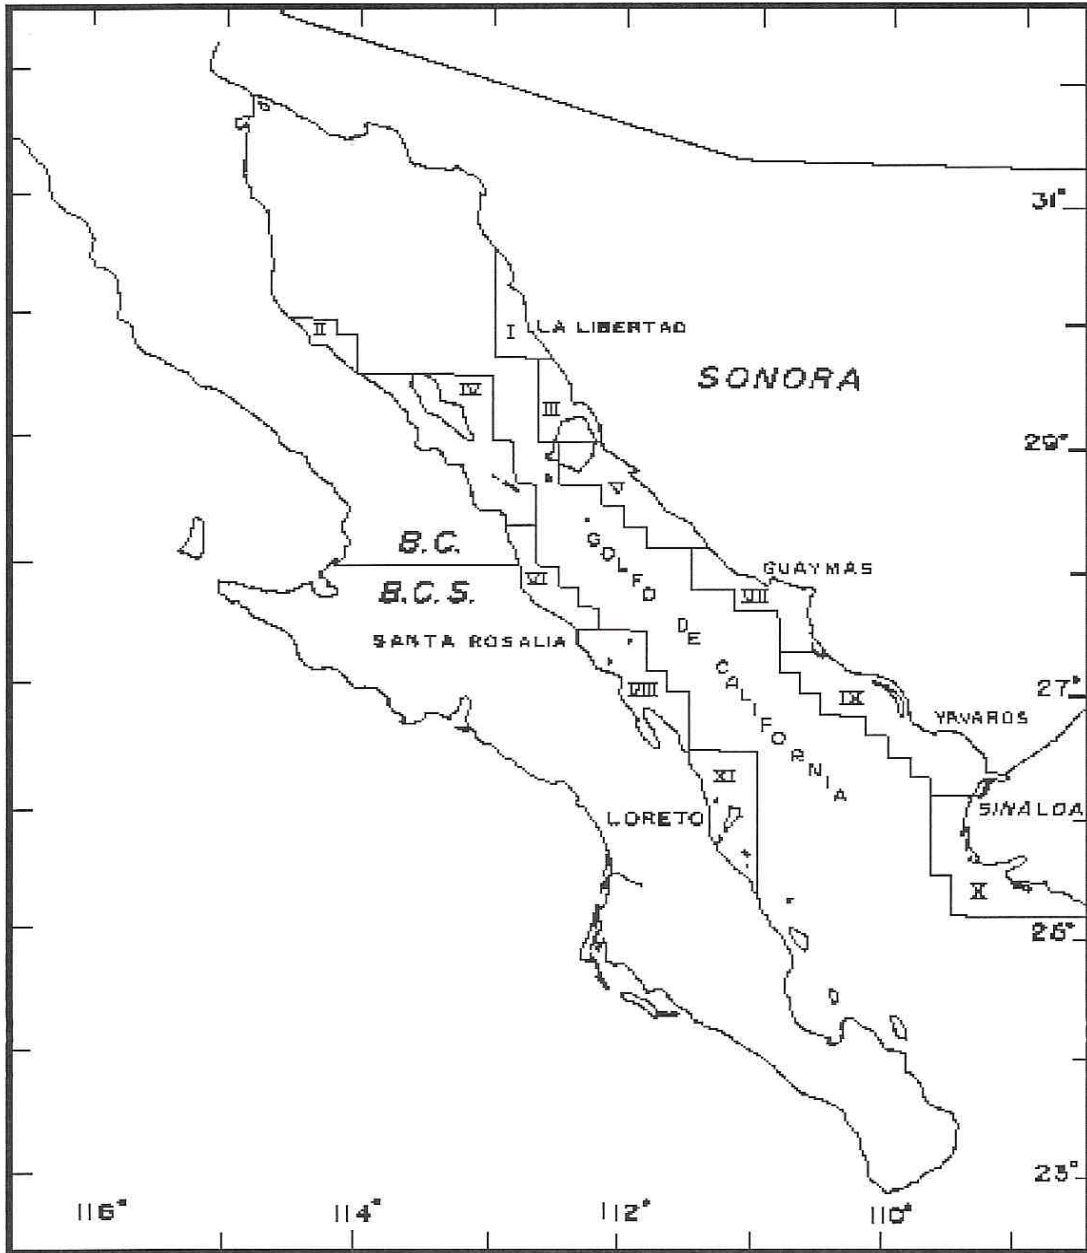 31°
II
I
LA LIBERTAD
SONORA
IV
III
29°
V
B.C.
GOLFO DE CALIFORNIA
GUAYMAS
VI
B.C.S.
VII
SANTA ROSALIA
VIII
IX
27°
YAVAROS
XI
LORETO
SINALOA
X
25°
23°
116°
114°
112°
110°